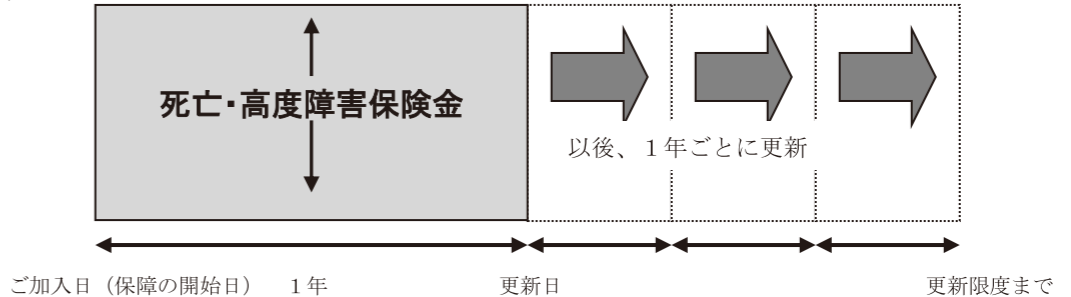 死亡・高度障害保険金
以後、１年ごとに更新
ご加入日（保障の開始日）　１年　更新日　更新限度まで